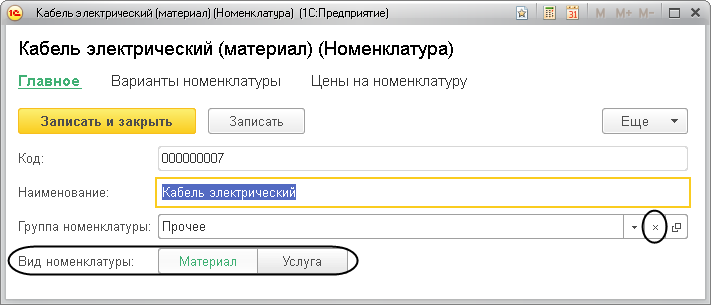 Кабель электрический (материал) (Номенклатура) (1С:Предприятие)
M M+ M-
Кабель электрический (материал) (Номенклатура)
Главное Варианты номенклатуры Цены на номенклатуру
Записать и закрыть Записать Еще
Код: 000000007
Наименование: Кабель электрический
Группа номенклатуры: Прочее
Вид номенклатуры: Материал Услуга